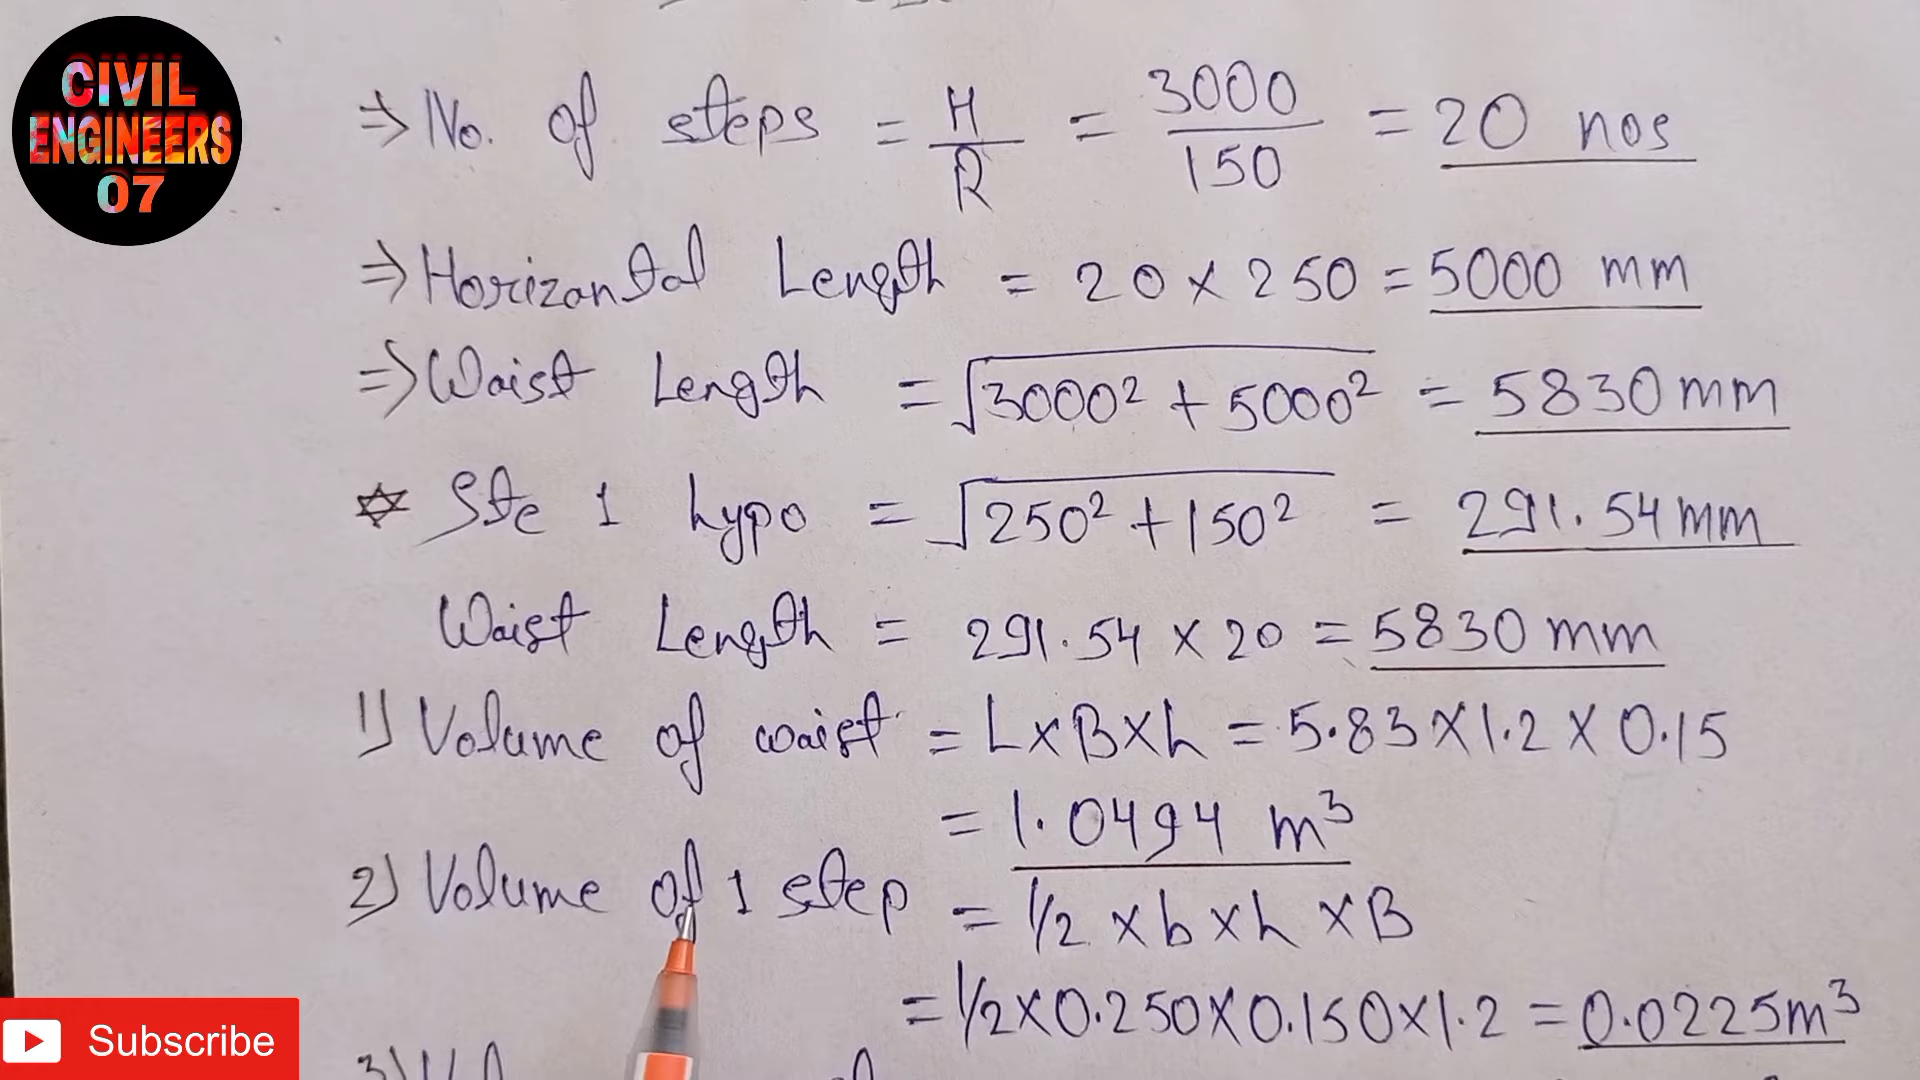 CIVIL
ENGINEERS
07
⇒ No. of steps = H/R = 3000/150 = 20 nos
⇒ Horizantal Length = 20 × 250 = 5000 mm
⇒ Waist Length = √3000² + 5000² = 5830 mm
✡ Ste 1 hypo = √250² + 150² = 291.54 mm
Waist Length = 291.54 × 20 = 5830 mm
1) Volume of waist = L×B×h = 5.83 × 1.2 × 0.15
= 1.0494 m³
2) Volume of 1 step = 1/2 × b × h × B
= 1/2 × 0.250 × 0.150 × 1.2 = 0.0225 m³
Subscribe